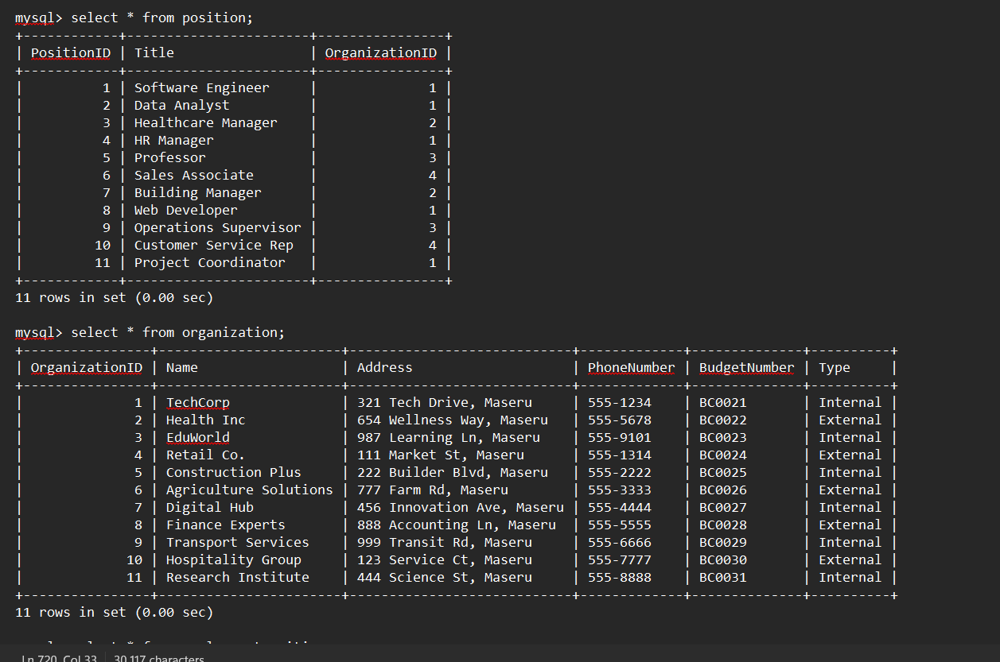 mysql> select * from position;
+------------+-----------------------+----------------+
| PositionID | Title                 | OrganizationID |
+------------+-----------------------+----------------+
|          1 | Software Engineer     |              1 |
|          2 | Data Analyst          |              1 |
|          3 | Healthcare Manager    |              2 |
|          4 | HR Manager            |              1 |
|          5 | Professor             |              3 |
|          6 | Sales Associate       |              4 |
|          7 | Building Manager      |              2 |
|          8 | Web Developer         |              1 |
|          9 | Operations Supervisor |              3 |
|         10 | Customer Service Rep  |              4 |
|         11 | Project Coordinator   |              1 |
+------------+-----------------------+----------------+
11 rows in set (0.00 sec)
mysql> select * from organization;
+----------------+-----------------------+----------------------------+-------------+--------------+----------+
| OrganizationID | Name                  | Address                    | PhoneNumber | BudgetNumber | Type     |
+----------------+-----------------------+----------------------------+-------------+--------------+----------+
|              1 | TechCorp              | 321 Tech Drive, Maseru     | 555-1234    | BC0021       | Internal |
|              2 | Health Inc            | 654 Wellness Way, Maseru   | 555-5678    | BC0022       | External |
|              3 | EduWorld              | 987 Learning Ln, Maseru    | 555-9101    | BC0023       | Internal |
|              4 | Retail Co.            | 111 Market St, Maseru      | 555-1314    | BC0024       | External |
|              5 | Construction Plus     | 222 Builder Blvd, Maseru   | 555-2222    | BC0025       | Internal |
|              6 | Agriculture Solutions | 777 Farm Rd, Maseru        | 555-3333    | BC0026       | External |
|              7 | Digital Hub           | 456 Innovation Ave, Maseru | 555-4444    | BC0027       | Internal |
|              8 | Finance Experts       | 888 Accounting Ln, Maseru  | 555-5555    | BC0028       | External |
|              9 | Transport Services    | 999 Transit Rd, Maseru     | 555-6666    | BC0029       | Internal |
|             10 | Hospitality Group     | 123 Service Ct, Maseru     | 555-7777    | BC0030       | External |
|             11 | Research Institute    | 444 Science St, Maseru     | 555-8888    | BC0031       | Internal |
+----------------+-----------------------+----------------------------+-------------+--------------+----------+
11 rows in set (0.00 sec)
Ln 720, Col 33 30,117 characters